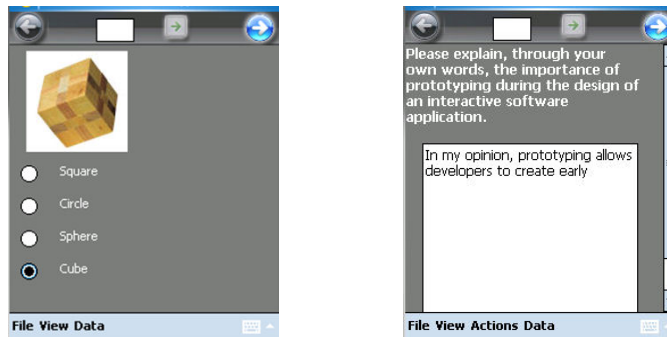 Square
Circle
Sphere
Cube
File View Data
Please explain, through your
own words, the importance of
prototyping during the design of
an interactive software
application.
In my opinion, prototyping allows
developers to create early
File View Actions Data